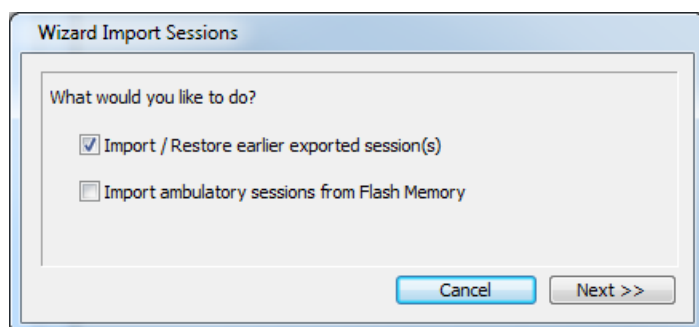 Wizard Import Sessions
What would you like to do?
Import / Restore earlier exported session(s)
Import ambulatory sessions from Flash Memory
Cancel Next >>